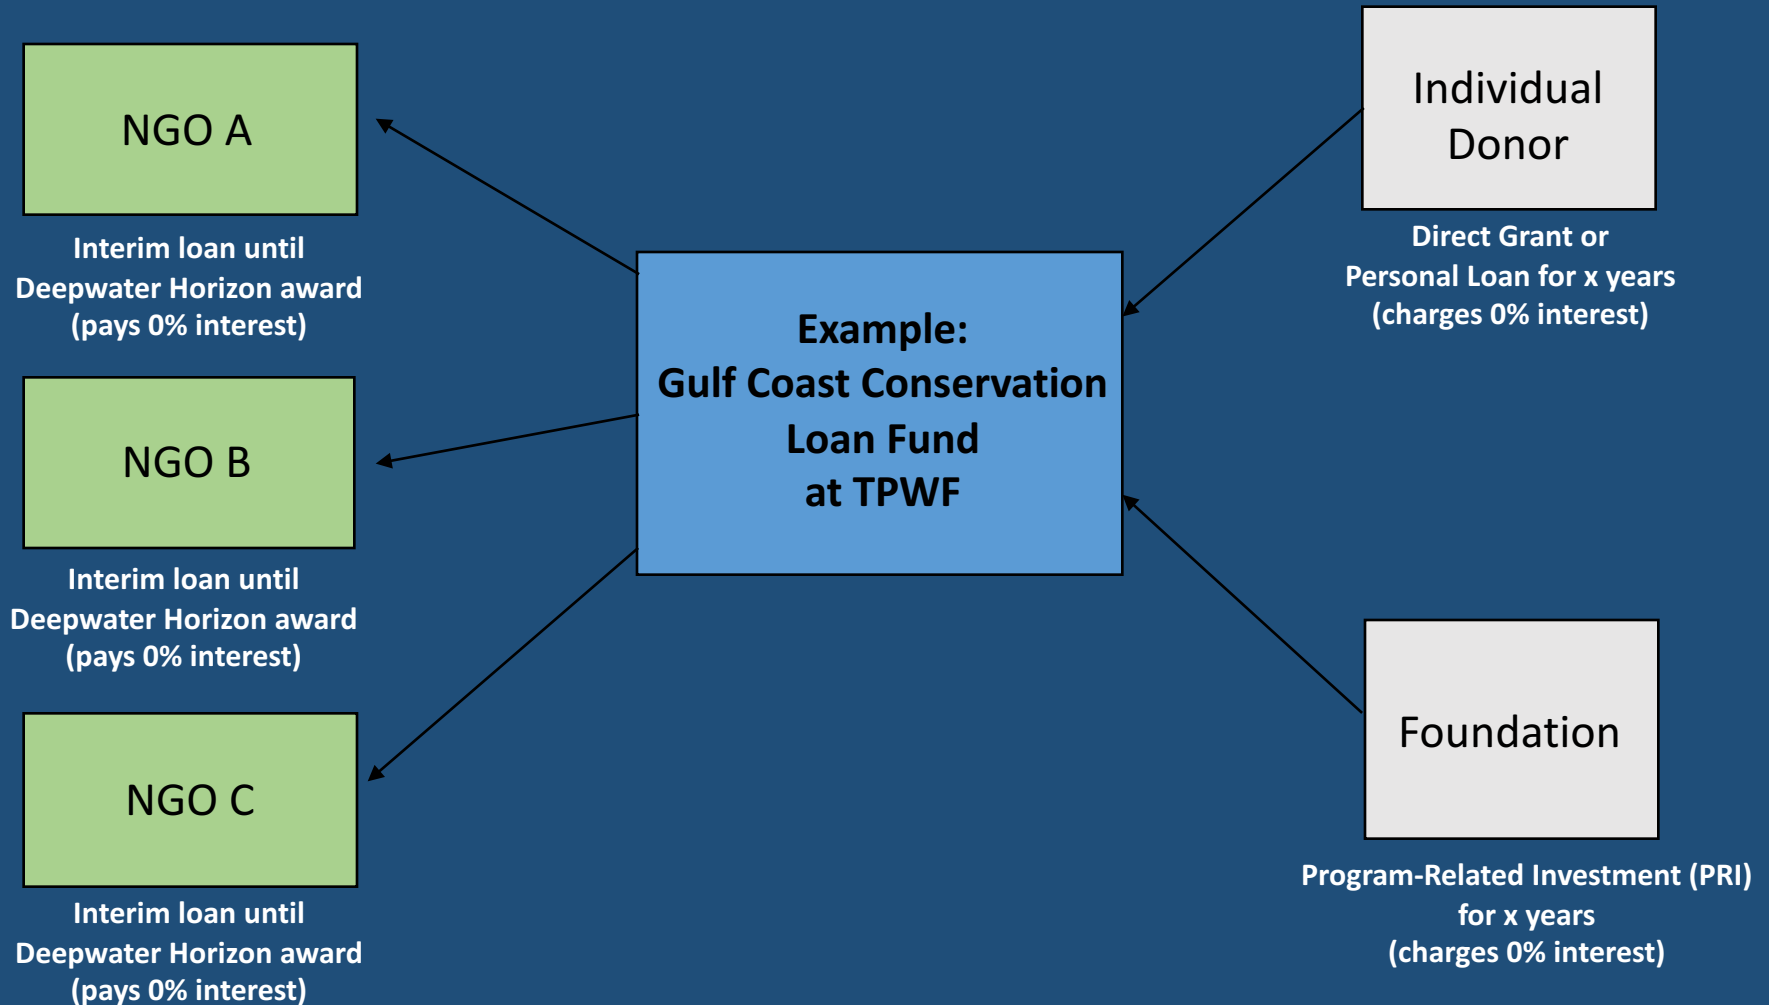 NGO A
Interim loan until
Deepwater Horizon award
(pays 0% interest)
NGO B
Interim loan until
Deepwater Horizon award
(pays 0% interest)
NGO C
Interim loan until
Deepwater Horizon award
(pays 0% interest)
Example:
Gulf Coast Conservation
Loan Fund
at TPWF
Individual
Donor
Direct Grant or
Personal Loan for x years
(charges 0% interest)
Foundation
Program-Related Investment (PRI)
for x years
(charges 0% interest)